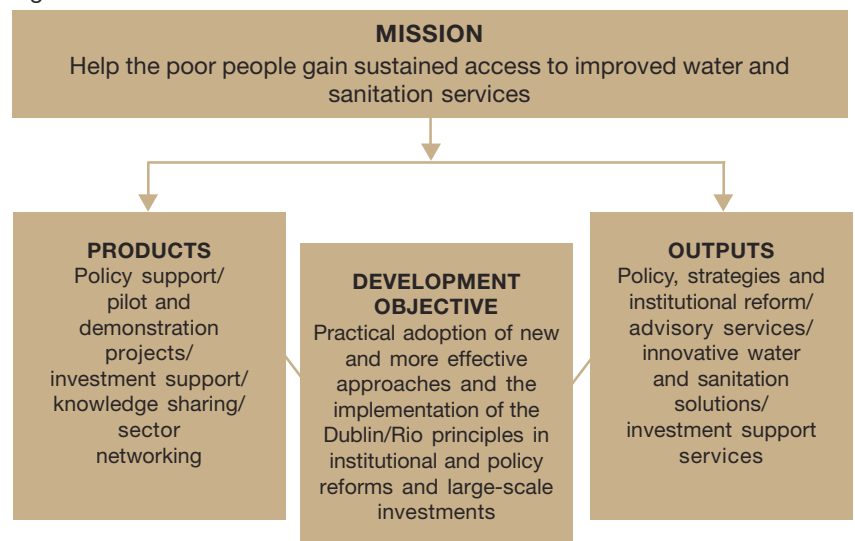 MISSION
Help the poor people gain sustained access to improved water and
sanitation services
PRODUCTS
Policy support/
pilot and
demonstration
projects/
investment support/
knowledge sharing/
sector
networking
DEVELOPMENT
OBJECTIVE
Practical adoption of new
and more effective
approaches and the
implementation of the
Dublin/Rio principles in
institutional and policy
reforms and large-scale
investments
OUTPUTS
Policy, strategies and
institutional reform/
advisory services/
innovative water
and sanitation
solutions/
investment support
services